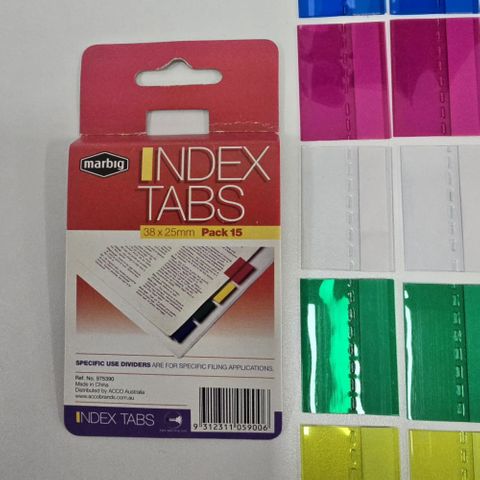 marbig
INDEX
TABS
38 x 25mm Pack 15
SPECIFIC USE DIVIDERS ARE FOR SPECIFIC FILING APPLICATIONS.
Ref. No. 975390
Made in China
Distributed by ACCO Australia
www.accobrands.com.au
INDEX TABS
9 312311 059006